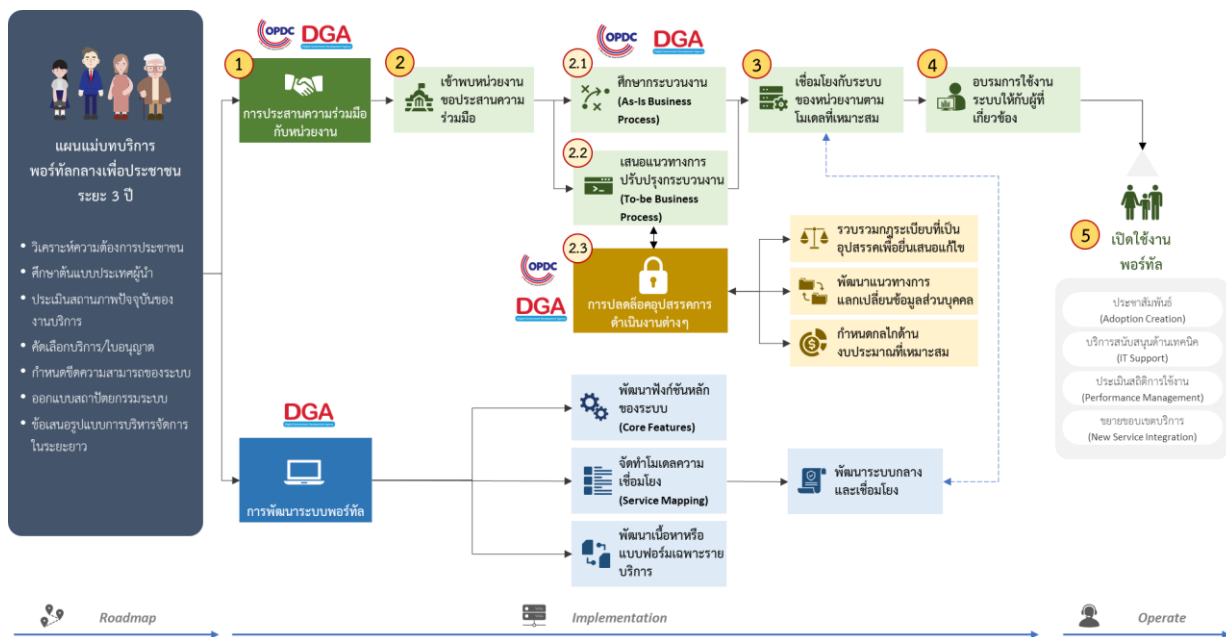 แผนแม่บทบริการ
พอร์ทัลกลางเพื่อประชาชน
ระยะ 3 ปี
• วิเคราะห์ความต้องการประชาชน
• ศึกษาต้นแบบประเทศผู้นำ
• ประเมินสถานภาพปัจจุบันของ
งานบริการ
• คัดเลือกบริการ/ใบอนุญาต
• กำหนดขีดความสามารถของระบบ
• ออกแบบสถาปัตยกรรมระบบ
• ข้อเสนอรูปแบบการบริหารจัดการ
ในระยะยาว
OPDC DGA
1
การประสานความร่วมมือ
กับหน่วยงาน
2
เข้าพบหน่วยงาน
ขอประสานความ
ร่วมมือ
OPDC DGA
2.1
ศึกษากระบวนงาน
(As-Is Business
Process)
2.2
เสนอแนวทางการ
ปรับปรุงกระบวนงาน
(To-be Business
Process)
OPDC
DGA
2.3
การปลดล็อคอุปสรรคการ
ดำเนินงานต่างๆ
รวบรวมกฎระเบียบที่เป็น
อุปสรรคเพื่อยื่นเสนอแก้ไข
พัฒนาแนวทางการ
แลกเปลี่ยนข้อมูลส่วนบุคคล
กำหนดกลไกด้าน
งบประมาณที่เหมาะสม
3
เชื่อมโยงกับระบบ
ของหน่วยงานตาม
โมเดลที่เหมาะสม
4
อบรมการใช้งาน
ระบบให้กับผู้ที่
เกี่ยวข้อง
5
เปิดใช้งาน
พอร์ทัล
ประชาสัมพันธ์
(Adoption Creation)
บริการสนับสนุนด้านเทคนิค
(IT Support)
ประเมินสถิติการใช้งาน
(Performance Management)
ขยายขอบเขตบริการ
(New Service Integration)
DGA
การพัฒนาระบบพอร์ทัล
พัฒนาฟังก์ชันหลัก
ของระบบ
(Core Features)
จัดทำโมเดลความ
เชื่อมโยง
(Service Mapping)
พัฒนาเนื้อหาหรือ
แบบฟอร์มเฉพาะราย
บริการ
พัฒนาระบบกลาง
และเชื่อมโยง
Roadmap
Implementation
Operate